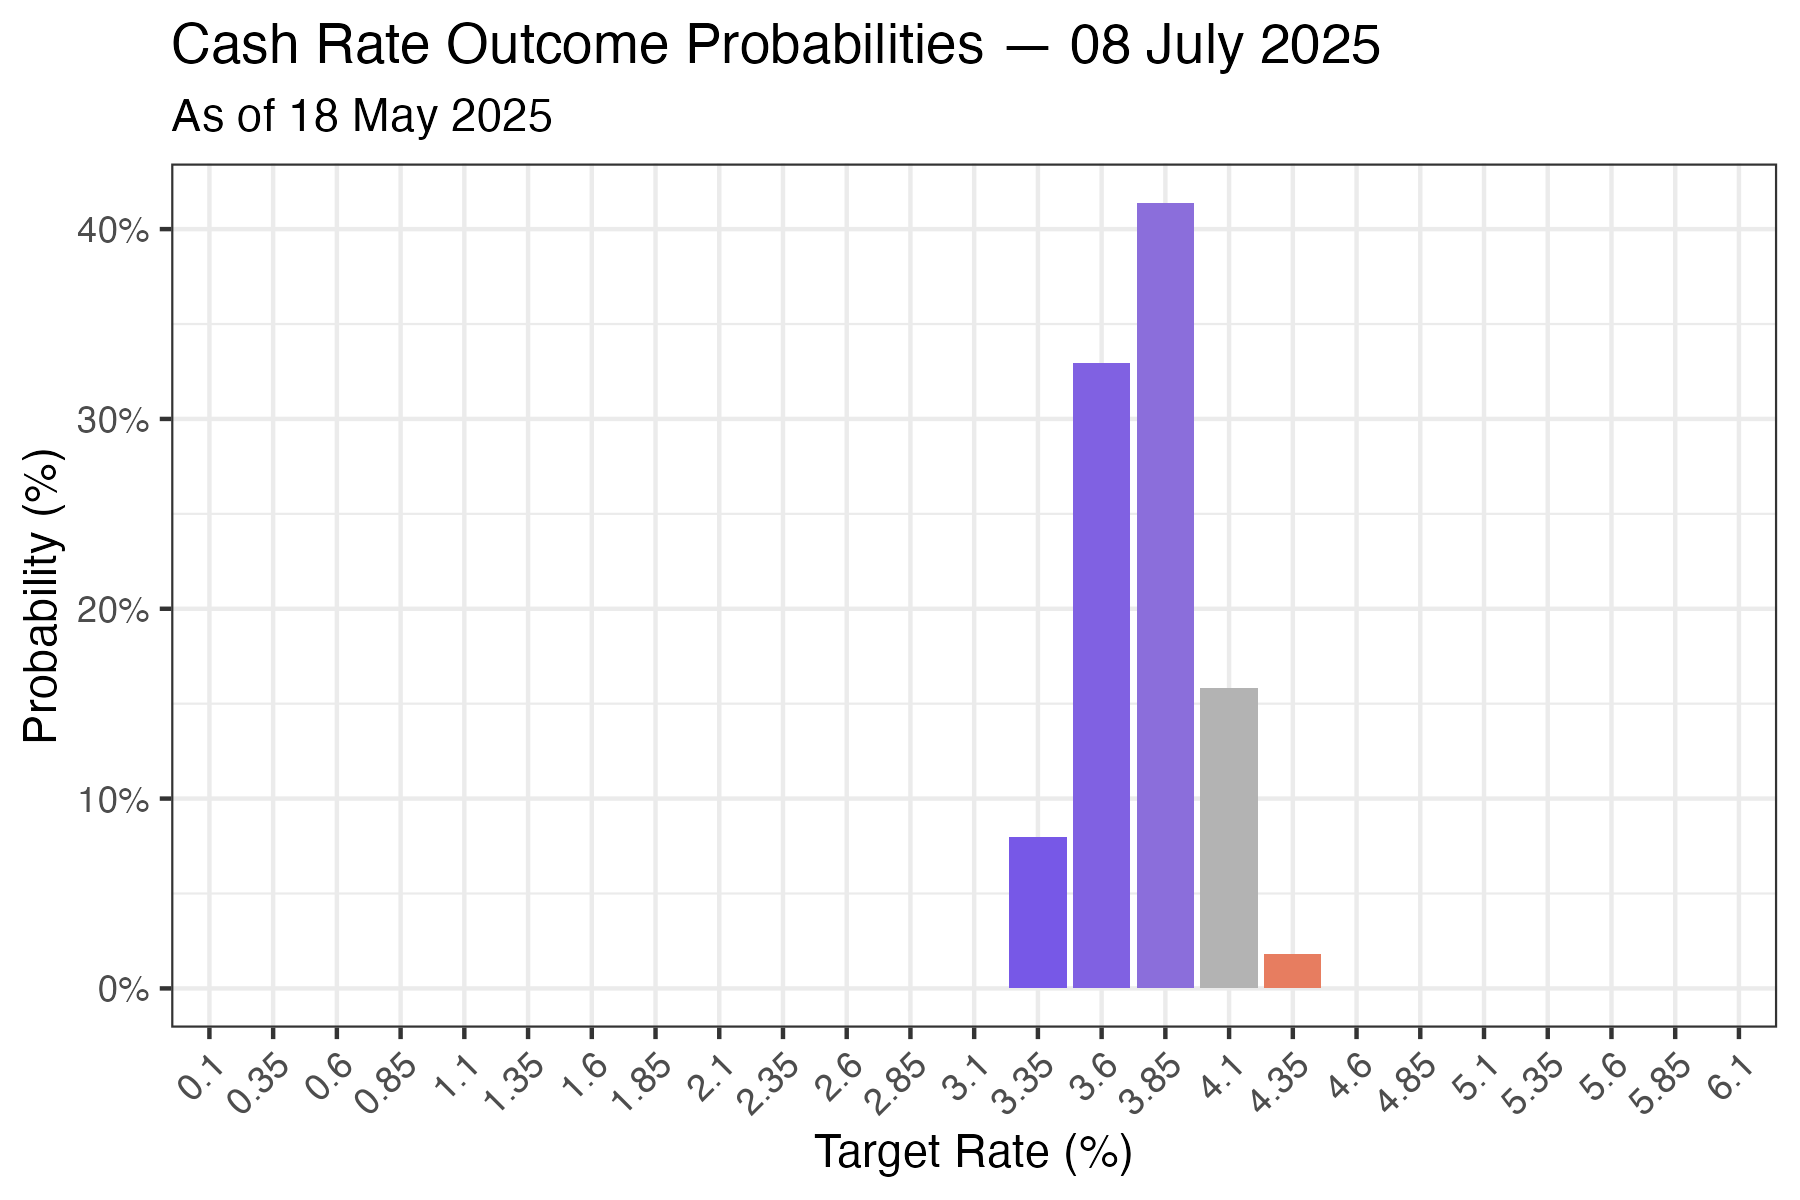 Cash Rate Outcome Probabilities — 08 July 2025
As of 18 May 2025
Probability (%)
40%
30%
20%
10%
0%
0.1 0.35 0.6 0.85 1.1 1.35 1.6 1.85 2.1 2.35 2.6 2.85 3.1 3.35 3.6 3.85 4.1 4.35 4.6 4.85 5.1 5.35 5.6 5.85 6.1
Target Rate (%)